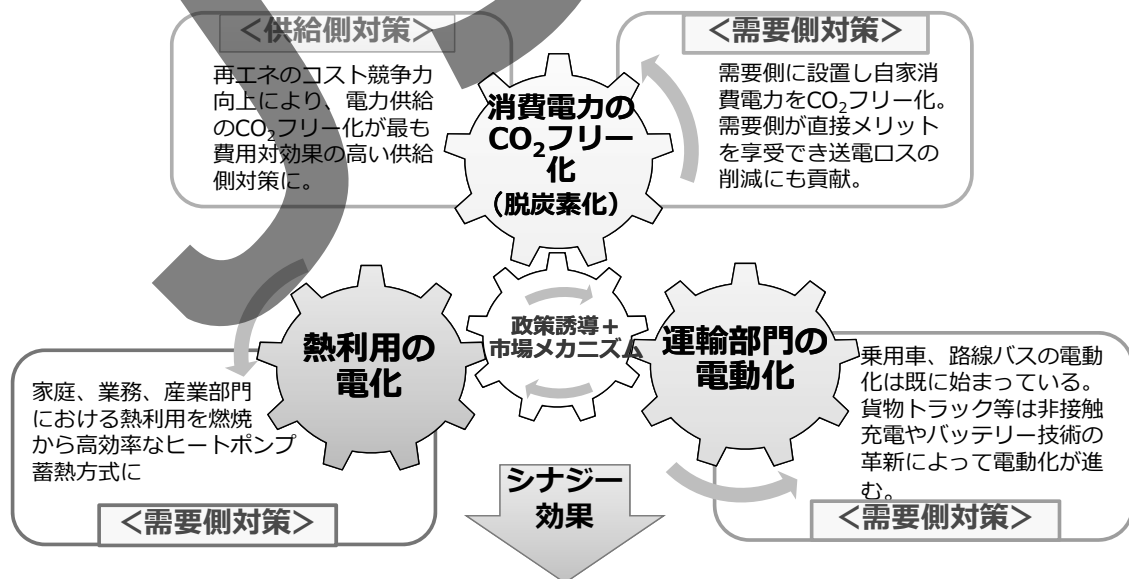 ＜供給側対策＞
再エネのコスト競争力
向上により、電力供給
のCO₂フリー化が最も
費用対効果の高い供給
側対策に。
消費電力の
CO₂フリー
化
（脱炭素化）
＜需要側対策＞
需要側に設置し自家消
費電力をCO₂フリー化。
需要側が直接メリット
を享受でき送電ロスの
削減にも貢献。
熱利用の
電化
政策誘導＋
市場メカニズム
運輸部門の
電動化
家庭、業務、産業部門
における熱利用を燃焼
から高効率なヒートポンプ
蓄熱方式に
＜需要側対策＞
乗用車、路線バスの電動
化は既に始まっている。
貨物トラック等は非接触
充電やバッテリー技術の
革新によって電動化が進
む。
＜需要側対策＞
シナジー
効果